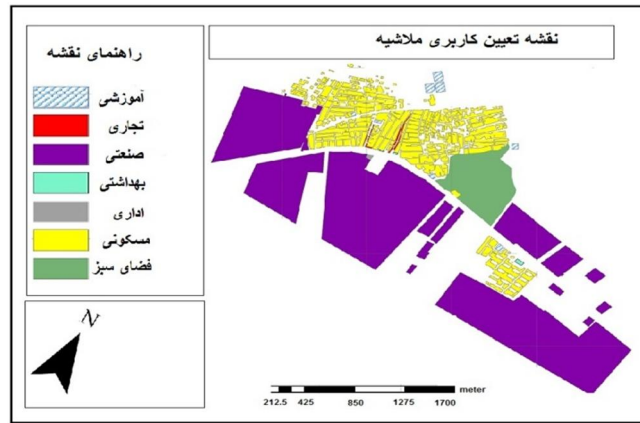 نقشه تعیین کاربری ملاشیه
راهنمای نقشه
آموزشی
تجاری
صنعتی
بهداشتی
اداری
مسکونی
فضای سبز
N
212.5 425 850 1275 1700 meter